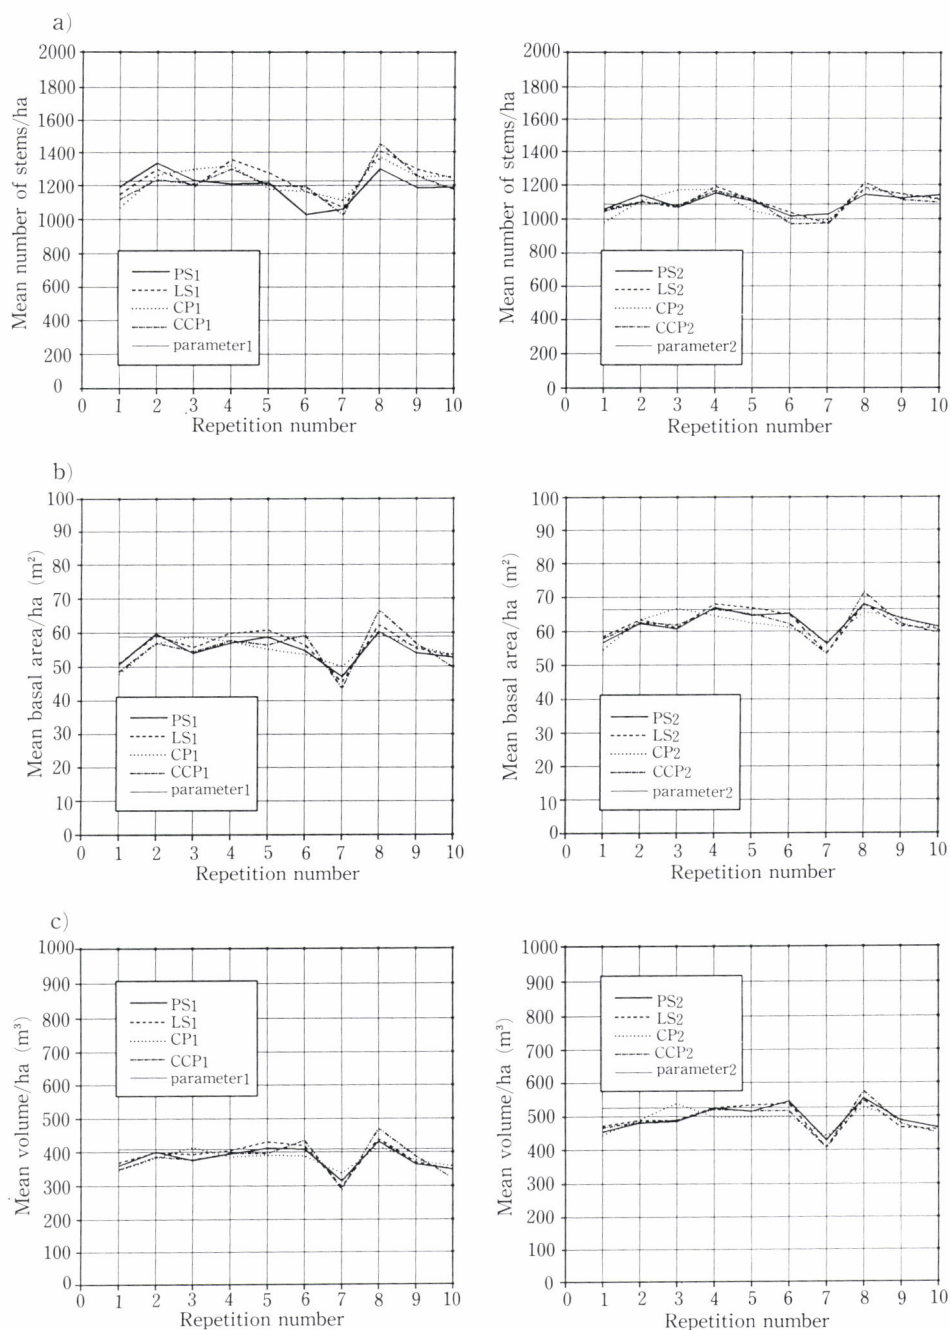 a)
Mean number of stems/ha
2000
1800
1600
1400
1200
1000
800
600
400
200
0
PS1
LS1
CP1
CCP1
parameter1
0 1 2 3 4 5 6 7 8 9 10
Repetition number
Mean number of stems/ha
2000
1800
1600
1400
1200
1000
800
600
400
200
0
PS2
LS2
CP2
CCP2
parameter2
0 1 2 3 4 5 6 7 8 9 10
Repetition number
b)
Mean basal area/ha (m²)
100
90
80
70
60
50
40
30
20
10
0
PS1
LS1
CP1
CCP1
parameter1
0 1 2 3 4 5 6 7 8 9 10
Repetition number
Mean basal area/ha (m²)
100
90
80
70
60
50
40
30
20
10
0
PS2
LS2
CP2
CCP2
parameter2
0 1 2 3 4 5 6 7 8 9 10
Repetition number
c)
Mean volume/ha (m³)
1000
900
800
700
600
500
400
300
200
100
0
PS1
LS1
CP1
CCP1
parameter1
0 1 2 3 4 5 6 7 8 9 10
Repetition number
Mean volume/ha (m³)
1000
900
800
700
600
500
400
300
200
100
0
PS2
LS2
CP2
CCP2
parameter2
0 1 2 3 4 5 6 7 8 9 10
Repetition number